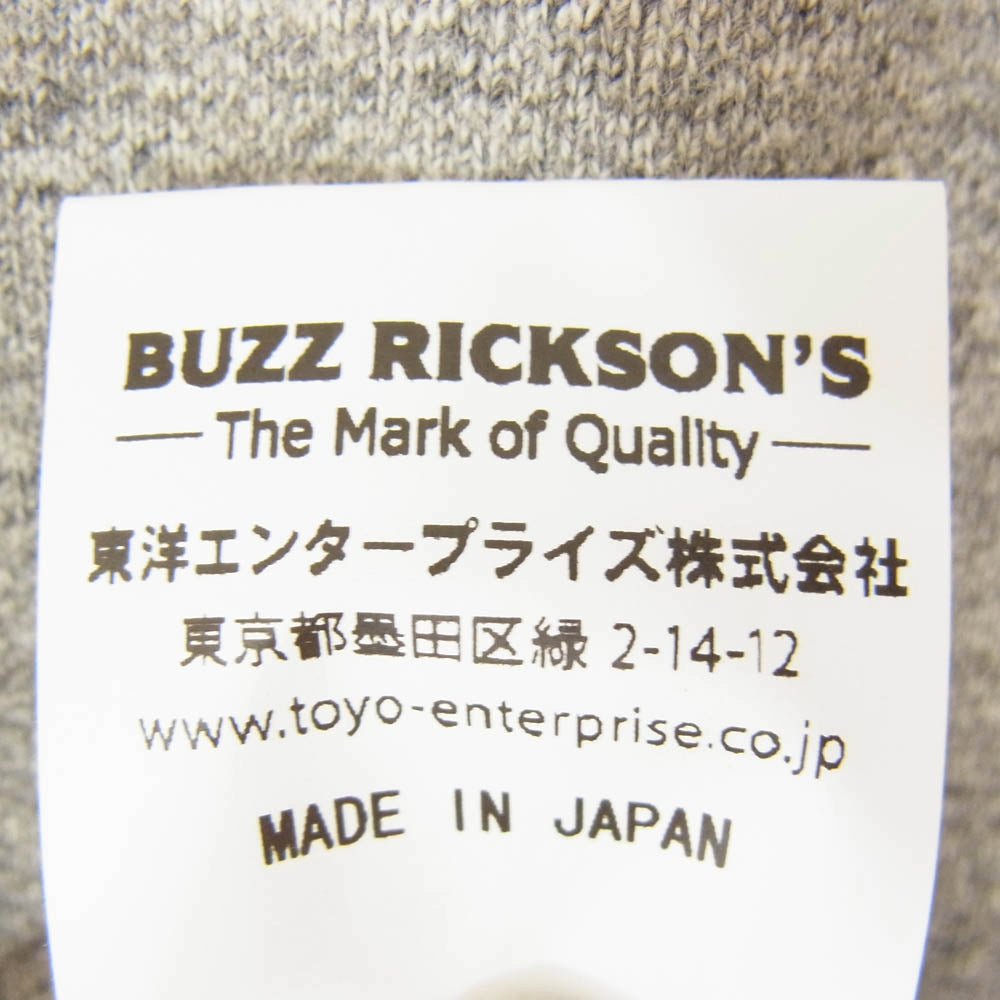 BUZZ RICKSON'S
The Mark of Quality
東洋エンタープライズ株式会社
東京都墨田区緑 2-14-12
www.toyo-enterprise.co.jp
MADE IN JAPAN